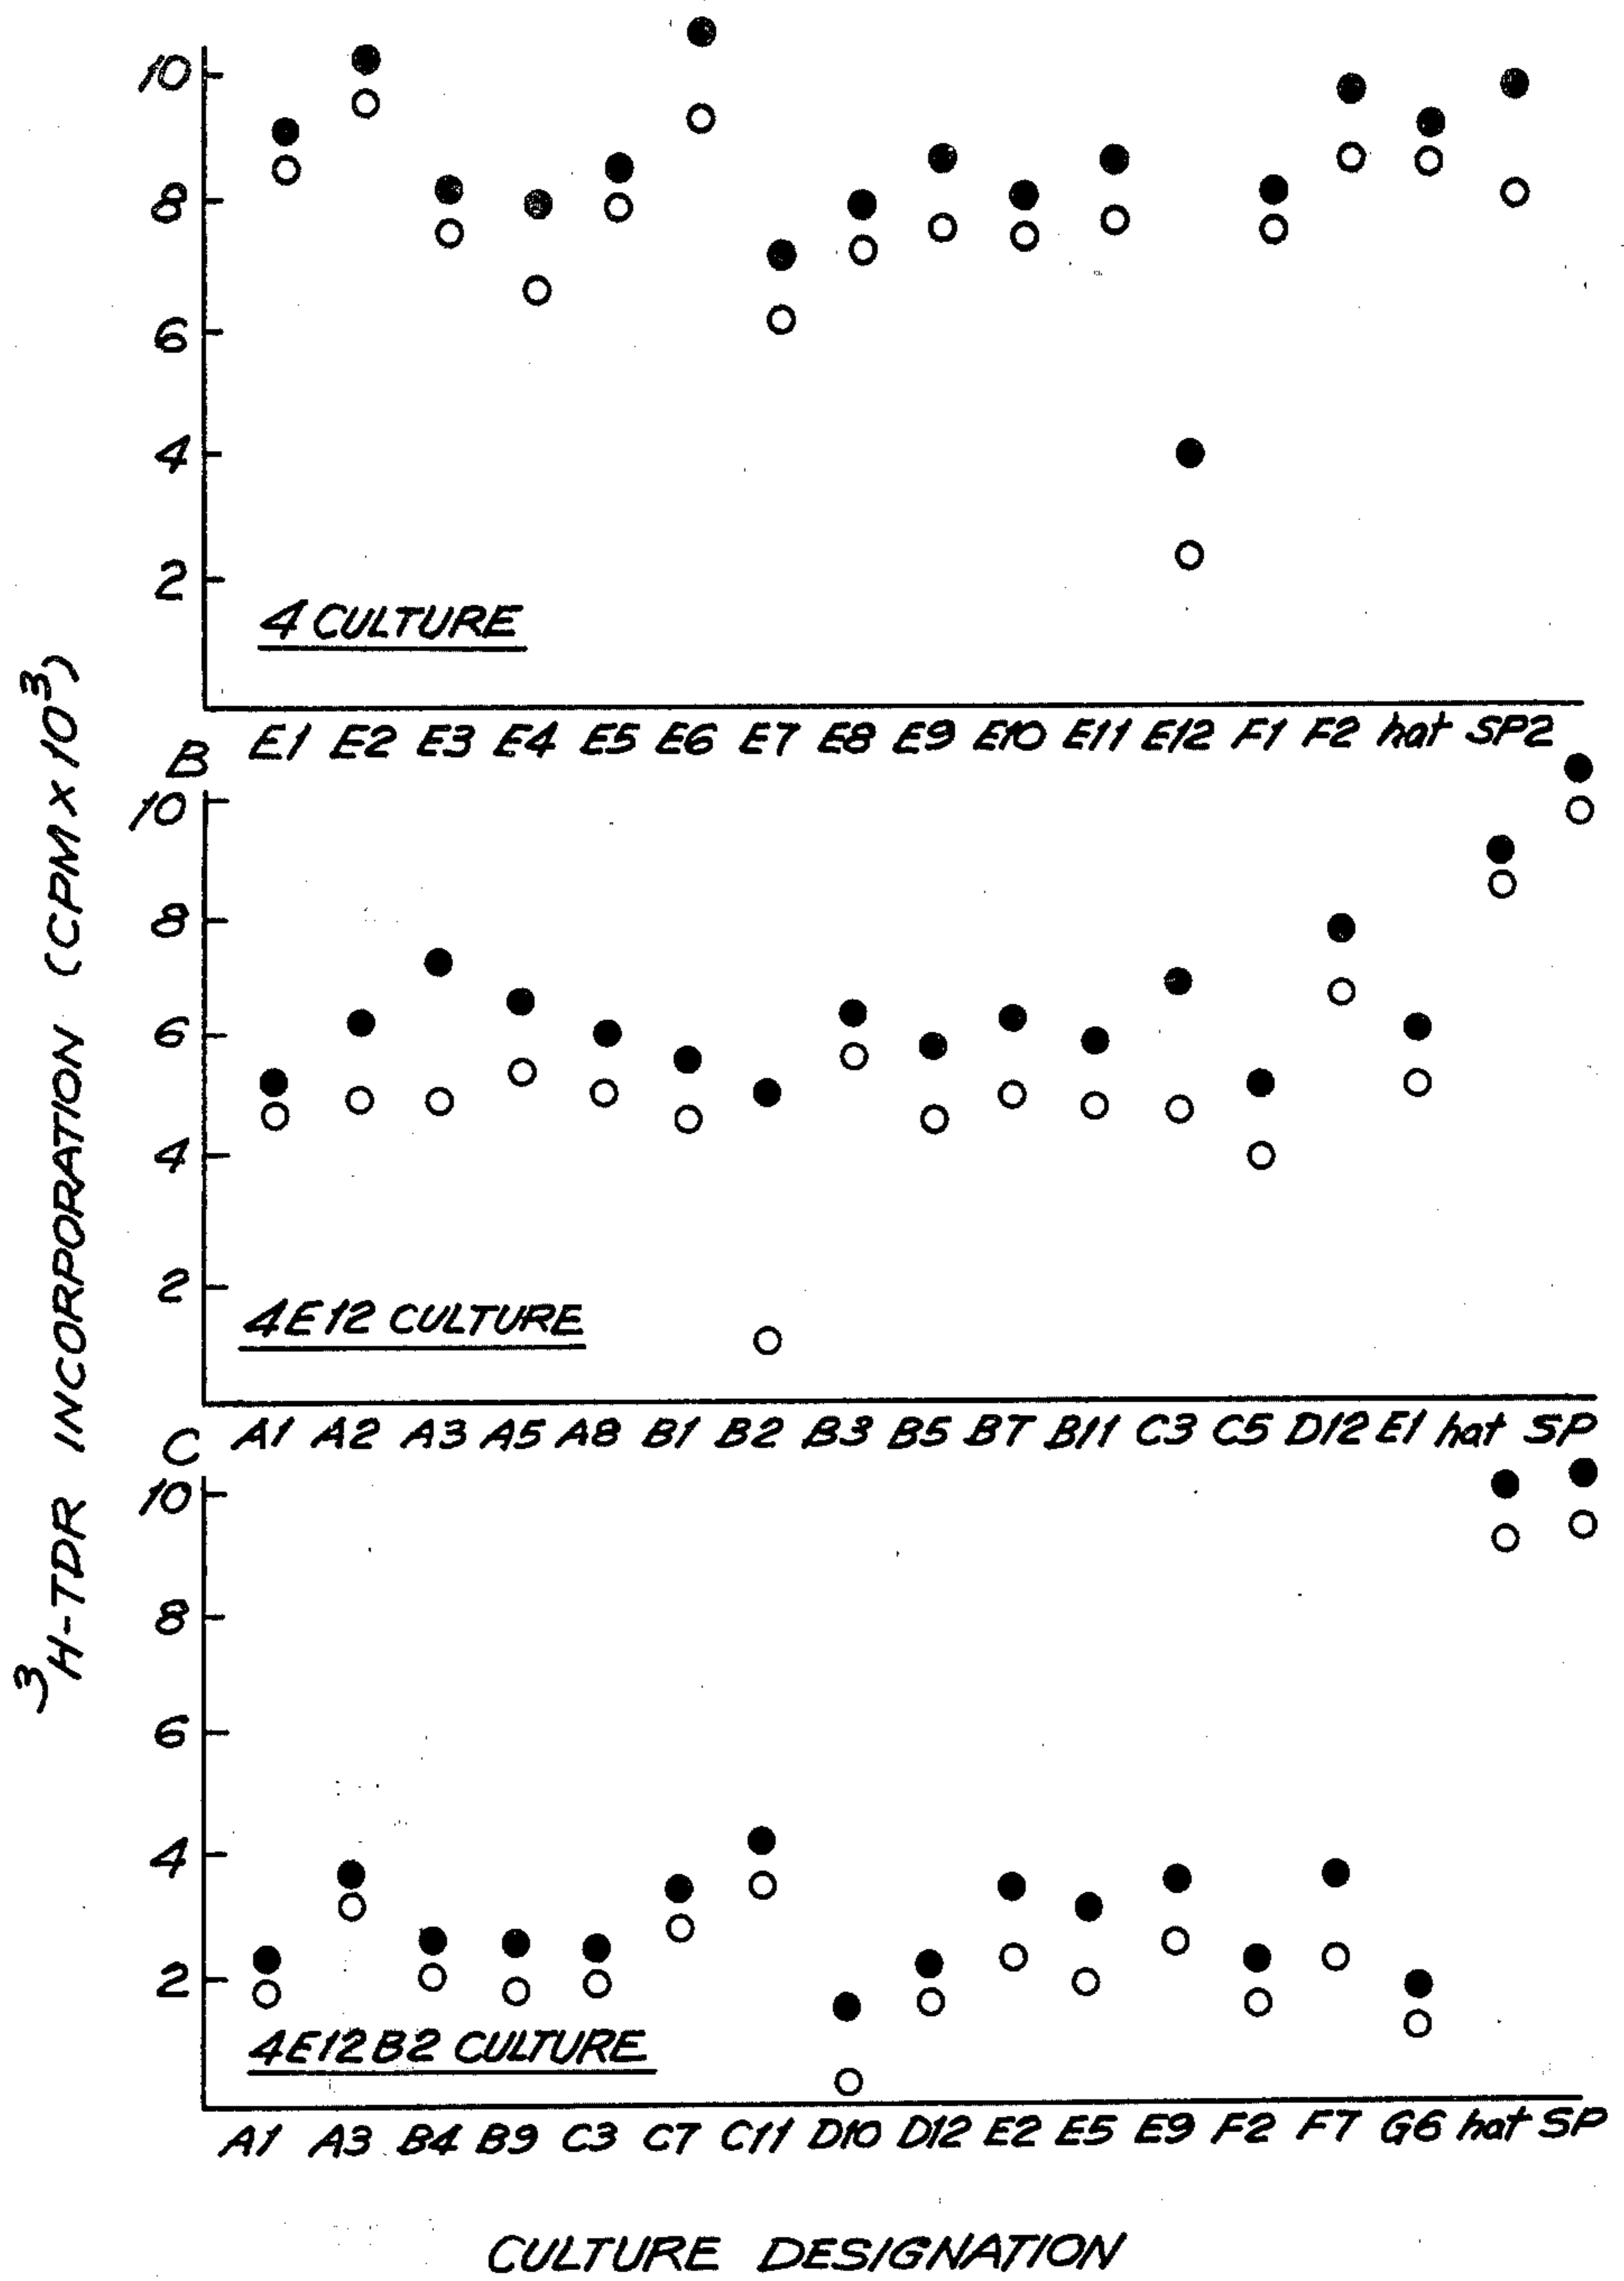 ³H-TDR INCORPORATION (CPM x 10³)
10
8
6
4
2
4 CULTURE
E1 E2 E3 E4 E5 E6 E7 E8 E9 E10 E11 E12 F1 F2 hat SP2
B
10
8
6
4
2
4E12 CULTURE
A1 A2 A3 A5 A8 B1 B2 B3 B5 B7 B11 C3 C5 D12 E1 hat SP
C
10
8
6
4
2
4E12B2 CULTURE
A1 A3 B4 B9 C3 C7 C11 D10 D12 E2 E5 E9 F2 F7 G6 hat SP
CULTURE DESIGNATION